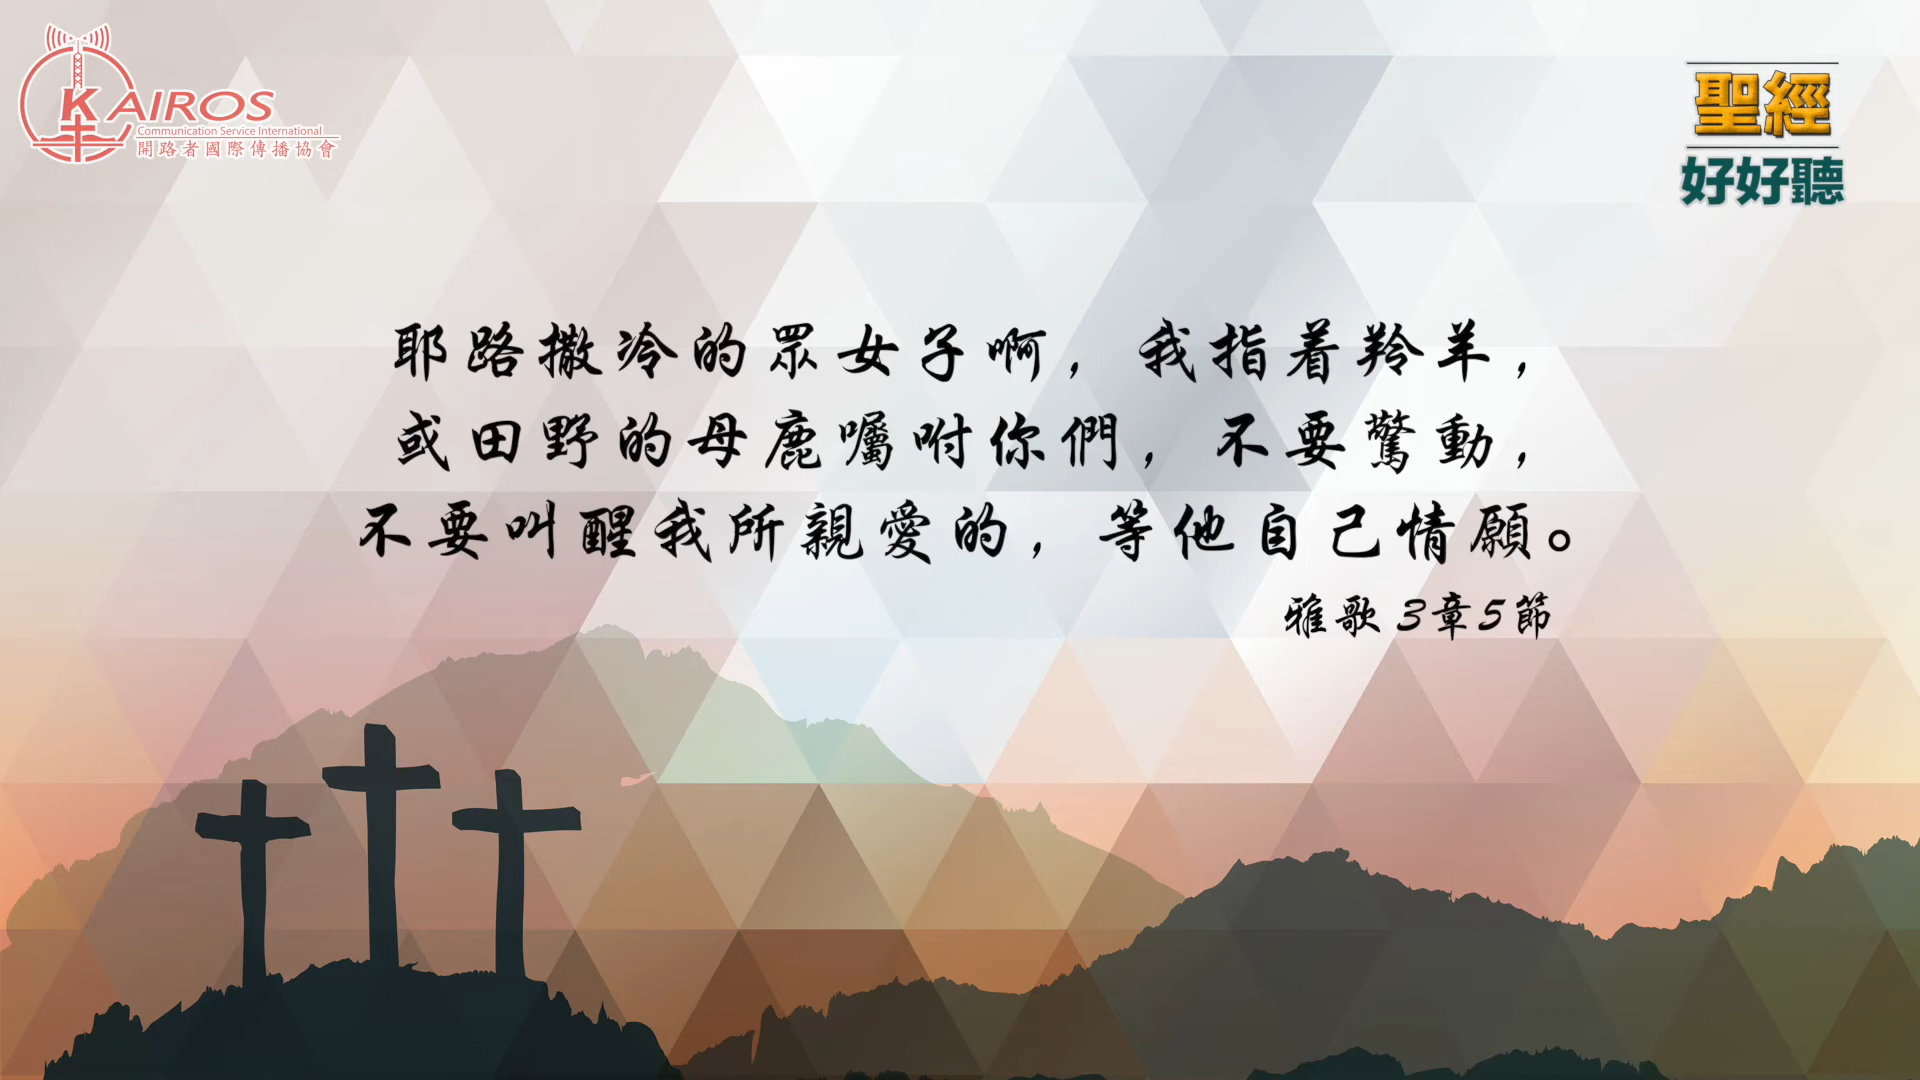 KAIROS
Communication Service International
開路者國際傳播協會
聖經
好好聽
耶路撒冷的眾女子啊，我指着羚羊，
或田野的母鹿囑咐你們，不要驚動，
不要叫醒我所親愛的，等他自己情願。
雅歌 3章5節